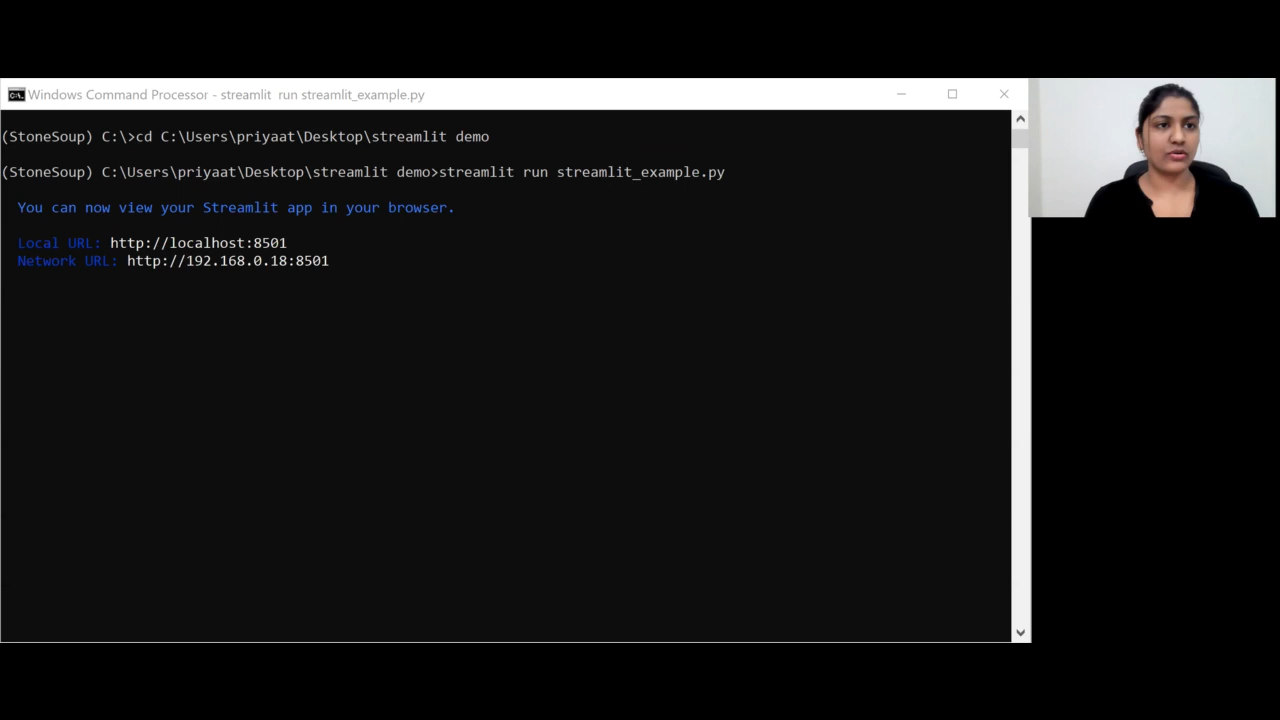 Windows Command Processor - streamlit  run streamlit_example.py
(StoneSoup) C:\>cd C:\Users\priyaat\Desktop\streamlit demo
(StoneSoup) C:\Users\priyaat\Desktop\streamlit demo>streamlit run streamlit_example.py
You can now view your Streamlit app in your browser.
Local URL: http://localhost:8501
Network URL: http://192.168.0.18:8501